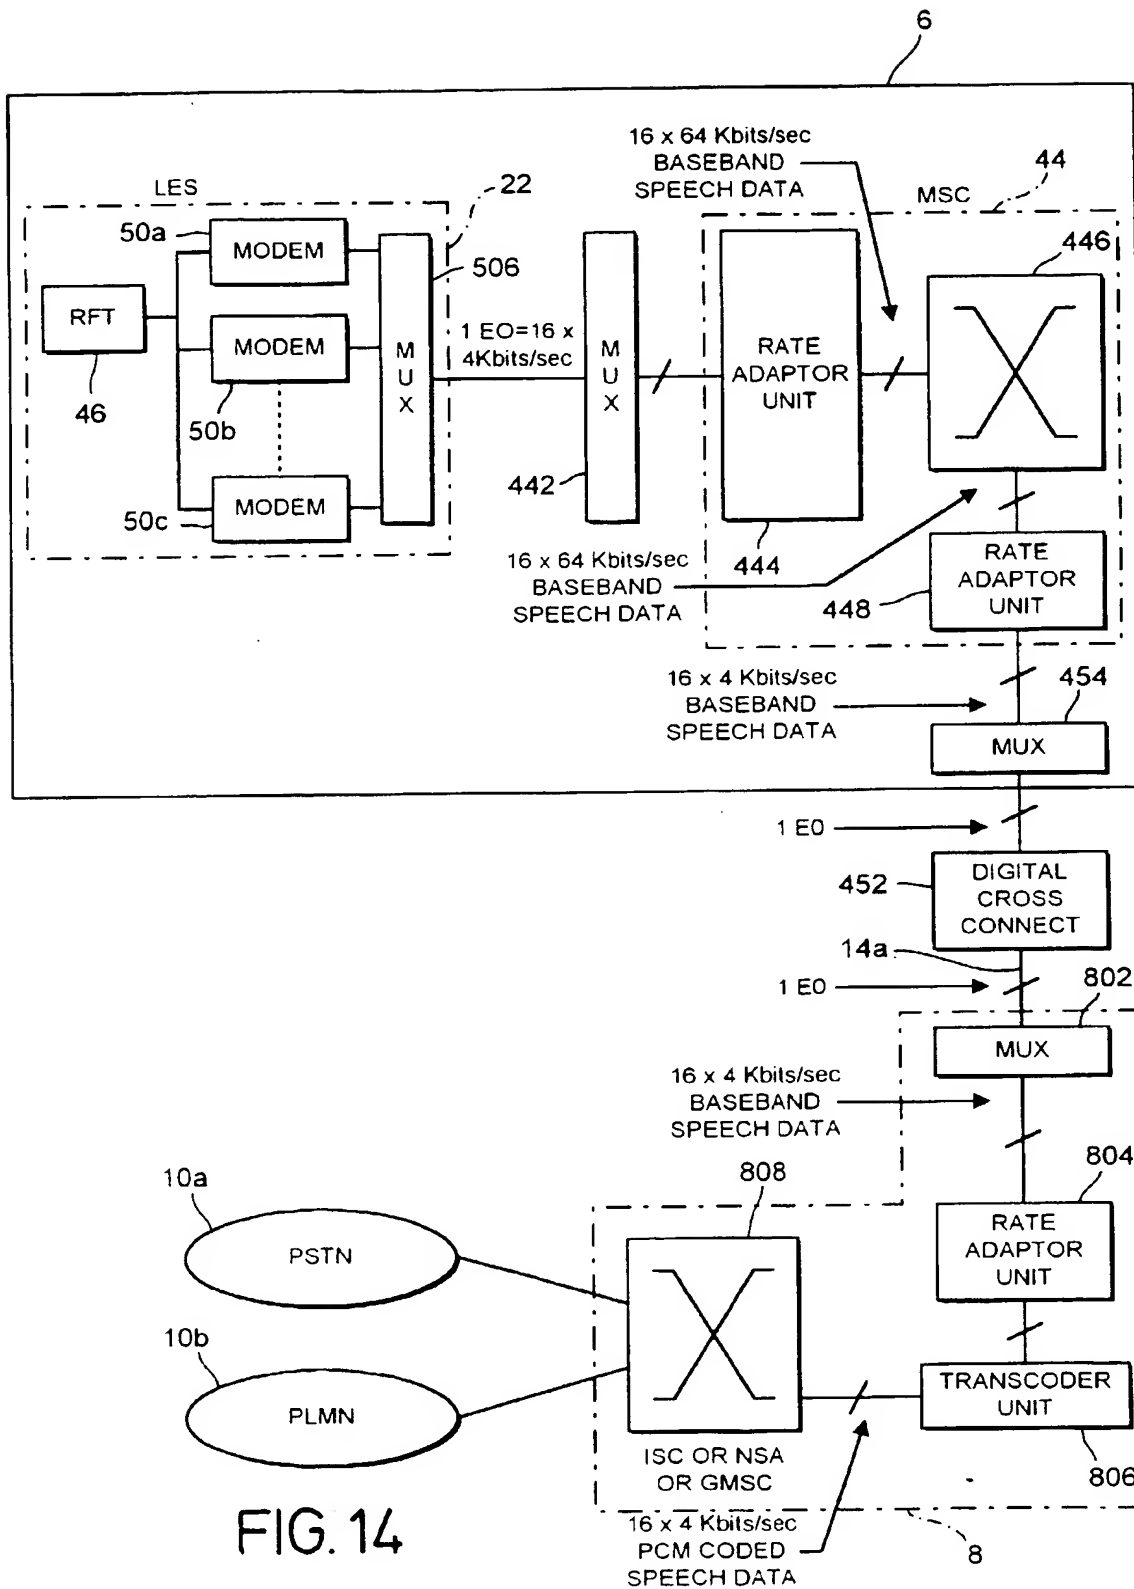 6
16 x 64 Kbits/sec
BASEBAND
SPEECH DATA
LES
22
MSC
44
50a
MODEM
506
446
RFT
46
MODEM
50b
MUX
1 EO=16 x
4Kbits/sec
MUX
442
RATE
ADAPTOR
UNIT
444
MODEM
50c
16 x 64 Kbits/sec
BASEBAND
SPEECH DATA
RATE
ADAPTOR
UNIT
448
16 x 4 Kbits/sec
BASEBAND
SPEECH DATA
454
MUX
1 E0
452
DIGITAL
CROSS
CONNECT
14a
1 E0
802
MUX
16 x 4 Kbits/sec
BASEBAND
SPEECH DATA
804
RATE
ADAPTOR
UNIT
10a
PSTN
808
10b
PLMN
TRANSCODER
UNIT
806
ISC OR NSA
OR GMSC
16 x 4 Kbits/sec
PCM CODED
SPEECH DATA
8
FIG. 14